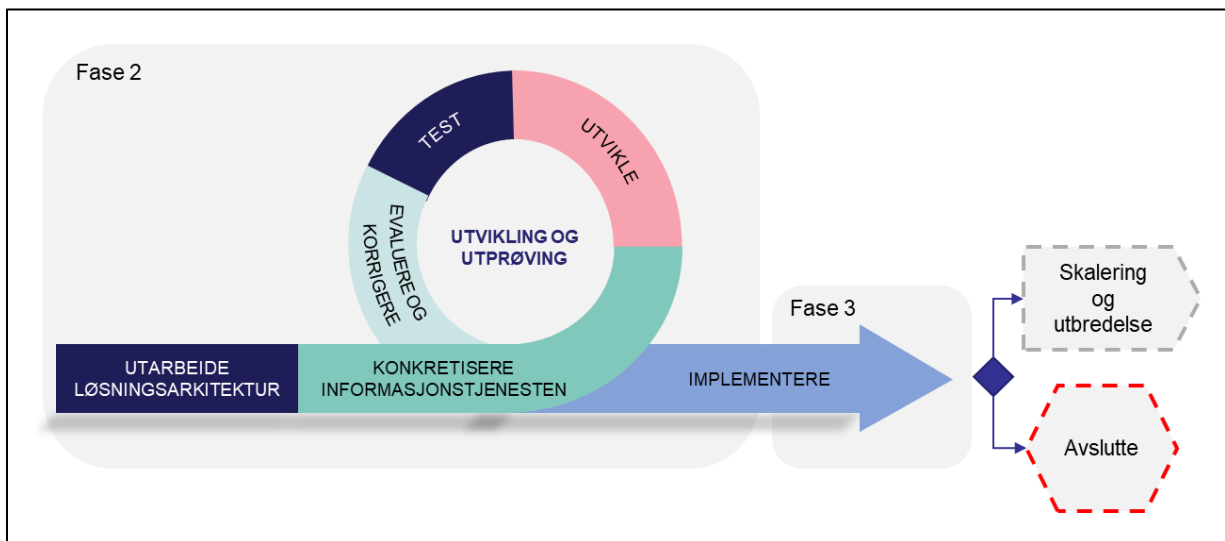 Fase 2
TEST
UTVIKLE
EVALUERE OG
KORRIGERE
UTVIKLING OG
UTPRØVING
UTARBEIDE
LØSNINGSARKITEKTUR
KONKRETISERE
INFORMASJONSTJENESTEN
IMPLEMENTERE
Fase 3
Skalering
og
utbredelse
Avslutte